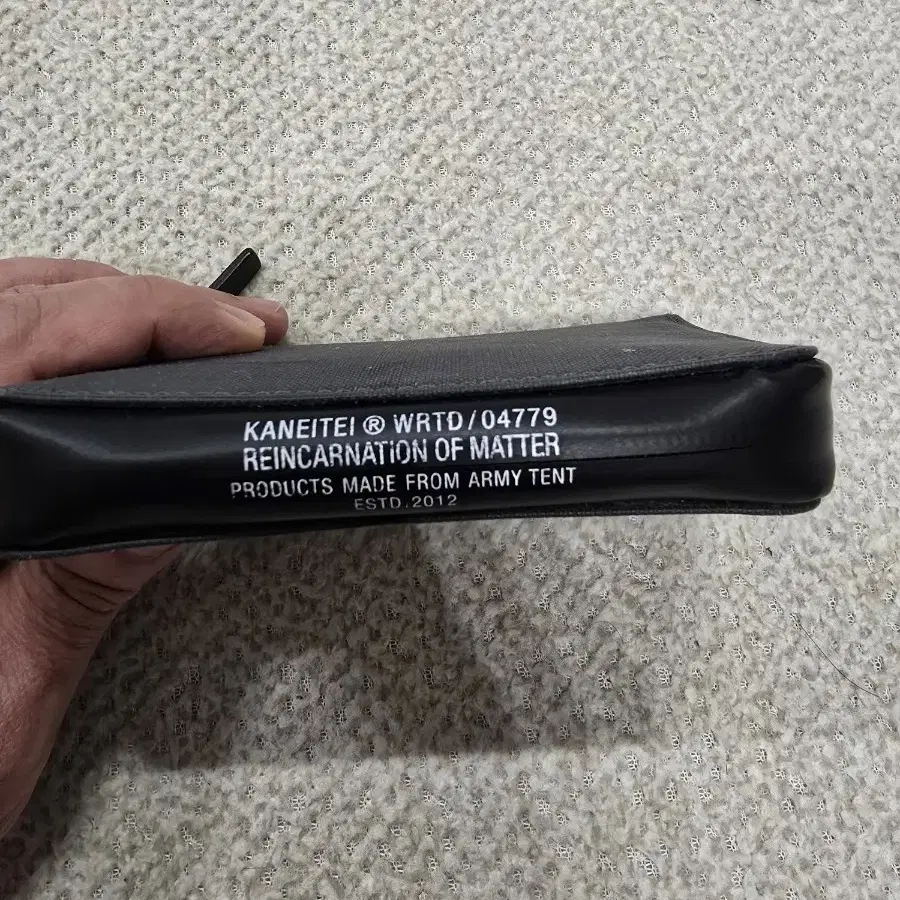 KANEITEI ® WRTD/04779
REINCARNATION OF MATTER
PRODUCTS MADE FROM ARMY TENT
ESTD.2012